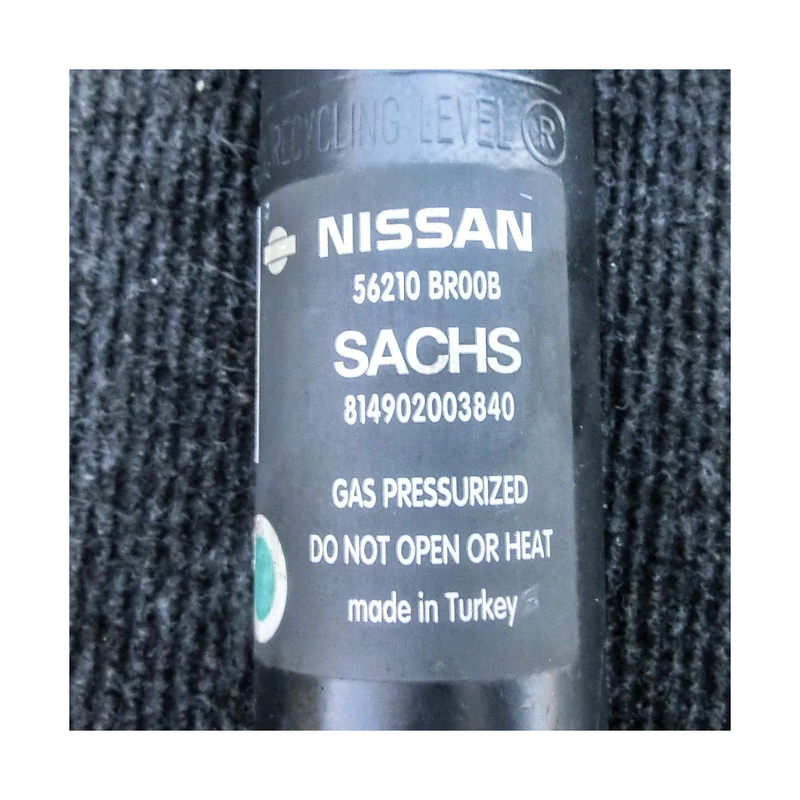 RECYCLING LEVEL R
NISSAN
56210 BR00B
SACHS
814902003840
GAS PRESSURIZED
DO NOT OPEN OR HEAT
made in Turkey